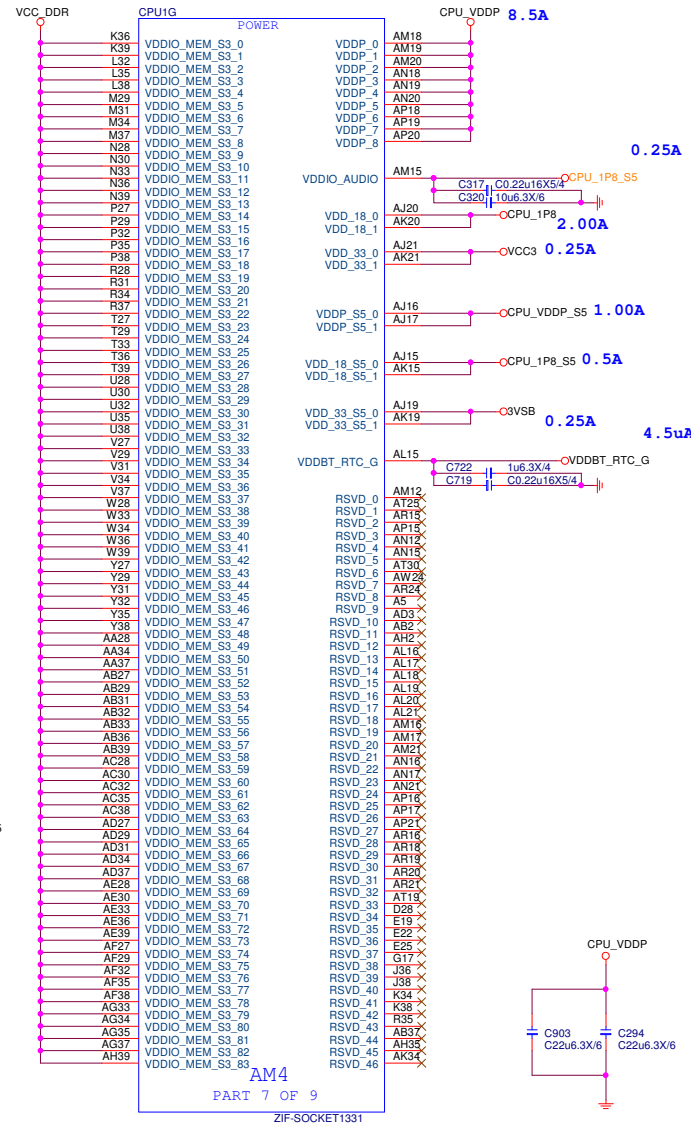 VCC_DDR CPU1G CPU_VDDP 8.5A
POWER
K36 VDDIO_MEM_S3_0 VDDP_0 AM18
K39 VDDIO_MEM_S3_1 VDDP_1 AM19
L32 VDDIO_MEM_S3_2 VDDP_2 AM20
L35 VDDIO_MEM_S3_3 VDDP_3 AN18
L38 VDDIO_MEM_S3_4 VDDP_4 AN19
M29 VDDIO_MEM_S3_5 VDDP_5 AN20
M31 VDDIO_MEM_S3_6 VDDP_6 AP18
M34 VDDIO_MEM_S3_7 VDDP_7 AP19
M37 VDDIO_MEM_S3_8 VDDP_8 AP20
N28 VDDIO_MEM_S3_9
N30 VDDIO_MEM_S3_10 0.25A
N33 VDDIO_MEM_S3_11 VDDIO_AUDIO AM15 CPU_1P8_S5
N36 VDDIO_MEM_S3_12 C317 C0.22u16X5/4
N39 VDDIO_MEM_S3_13 C320 10u6.3X/6
P27 VDDIO_MEM_S3_14 VDD_18_0 AJ20 CPU_1P8
P29 VDDIO_MEM_S3_15 VDD_18_1 AK20 2.00A
P32 VDDIO_MEM_S3_16
P35 VDDIO_MEM_S3_17 VDD_33_0 AJ21 VCC3 0.25A
P38 VDDIO_MEM_S3_18 VDD_33_1 AK21
R28 VDDIO_MEM_S3_19
R31 VDDIO_MEM_S3_20
R34 VDDIO_MEM_S3_21
R37 VDDIO_MEM_S3_22 VDDP_S5_0 AJ16 CPU_VDDP_S5 1.00A
T27 VDDIO_MEM_S3_23 VDDP_S5_1 AJ17
T29 VDDIO_MEM_S3_24
T33 VDDIO_MEM_S3_25
T36 VDDIO_MEM_S3_26 VDD_18_S5_0 AJ15 CPU_1P8_S5 0.5A
T39 VDDIO_MEM_S3_27 VDD_18_S5_1 AK15
U28 VDDIO_MEM_S3_28
U30 VDDIO_MEM_S3_29
U32 VDDIO_MEM_S3_30 VDD_33_S5_0 AJ19 3VSB
U35 VDDIO_MEM_S3_31 VDD_33_S5_1 AK19 0.25A
U38 VDDIO_MEM_S3_32 4.5uA
V27 VDDIO_MEM_S3_33
V29 VDDIO_MEM_S3_34 VDDBT_RTC_G AL15 VDDBT_RTC_G
V31 VDDIO_MEM_S3_35 C722 1u6.3X/4
V34 VDDIO_MEM_S3_36 C719 C0.22u16X5/4
V37 VDDIO_MEM_S3_37 RSVD_0 AM12
W28 VDDIO_MEM_S3_38 RSVD_1 AT25
W33 VDDIO_MEM_S3_39 RSVD_2 AR15
W34 VDDIO_MEM_S3_40 RSVD_3 AP15
W36 VDDIO_MEM_S3_41 RSVD_4 AN12
W39 VDDIO_MEM_S3_42 RSVD_5 AN15
Y27 VDDIO_MEM_S3_43 RSVD_6 AT30
Y29 VDDIO_MEM_S3_44 RSVD_7 AW24
Y31 VDDIO_MEM_S3_45 RSVD_8 AR24
Y32 VDDIO_MEM_S3_46 RSVD_9 A5
Y35 VDDIO_MEM_S3_47 RSVD_10 AD3
Y38 VDDIO_MEM_S3_48 RSVD_11 AB2
AA28 VDDIO_MEM_S3_49 RSVD_12 AH2
AA34 VDDIO_MEM_S3_50 RSVD_13 AL16
AA37 VDDIO_MEM_S3_51 RSVD_14 AL17
AB27 VDDIO_MEM_S3_52 RSVD_15 AL18
AB29 VDDIO_MEM_S3_53 RSVD_16 AL19
AB31 VDDIO_MEM_S3_54 RSVD_17 AL20
AB32 VDDIO_MEM_S3_55 RSVD_18 AL21
AB33 VDDIO_MEM_S3_56 RSVD_19 AM16
AB36 VDDIO_MEM_S3_57 RSVD_20 AM17
AB39 VDDIO_MEM_S3_58 RSVD_21 AM21
AC28 VDDIO_MEM_S3_59 RSVD_22 AN16
AC30 VDDIO_MEM_S3_60 RSVD_23 AN17
AC32 VDDIO_MEM_S3_61 RSVD_24 AN21
AC35 VDDIO_MEM_S3_62 RSVD_25 AP16
AC38 VDDIO_MEM_S3_63 RSVD_26 AP17
AD27 VDDIO_MEM_S3_64 RSVD_27 AP21
AD29 VDDIO_MEM_S3_65 RSVD_28 AR16
AD31 VDDIO_MEM_S3_66 RSVD_29 AR18
AD34 VDDIO_MEM_S3_67 RSVD_30 AR19
AD37 VDDIO_MEM_S3_68 RSVD_31 AR20
AE28 VDDIO_MEM_S3_69 RSVD_32 AR21
AE30 VDDIO_MEM_S3_70 RSVD_33 AT19
AE33 VDDIO_MEM_S3_71 RSVD_34 D28
AE36 VDDIO_MEM_S3_72 RSVD_35 E19
AE39 VDDIO_MEM_S3_73 RSVD_36 E22
AF27 VDDIO_MEM_S3_74 RSVD_37 E25
AF29 VDDIO_MEM_S3_75 RSVD_38 G17
AF32 VDDIO_MEM_S3_76 RSVD_39 J36
AF35 VDDIO_MEM_S3_77 RSVD_40 J38
AF38 VDDIO_MEM_S3_78 RSVD_41 K34
AG33 VDDIO_MEM_S3_79 RSVD_42 K38
AG34 VDDIO_MEM_S3_80 RSVD_43 R35
AG35 VDDIO_MEM_S3_81 RSVD_44 AB37
AG37 VDDIO_MEM_S3_82 RSVD_45 AH35
AH39 VDDIO_MEM_S3_83 RSVD_46 AK34
AM4
PART 7 OF 9
ZIF-SOCKET1331
CPU_VDDP
C903 C294
C22u6.3X/6 C22u6.3X/6